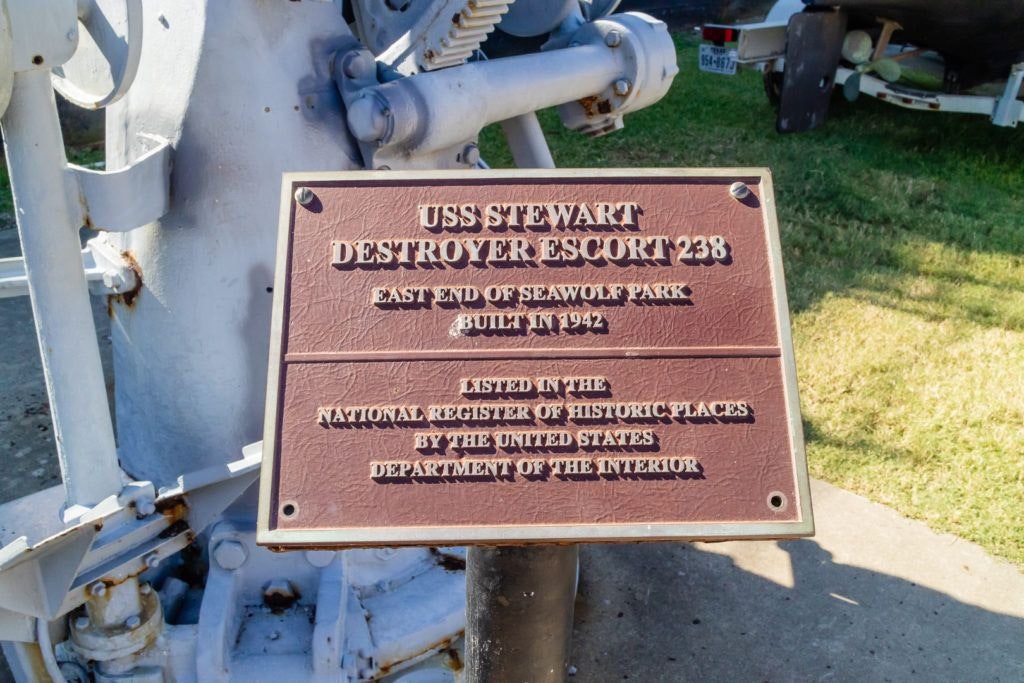 USS STEWART
DESTROYER ESCORT 238
EAST END OF SEAWOLF PARK
BUILT IN 1942
LISTED IN THE
NATIONAL REGISTER OF HISTORIC PLACES
BY THE UNITED STATES
DEPARTMENT OF THE INTERIOR